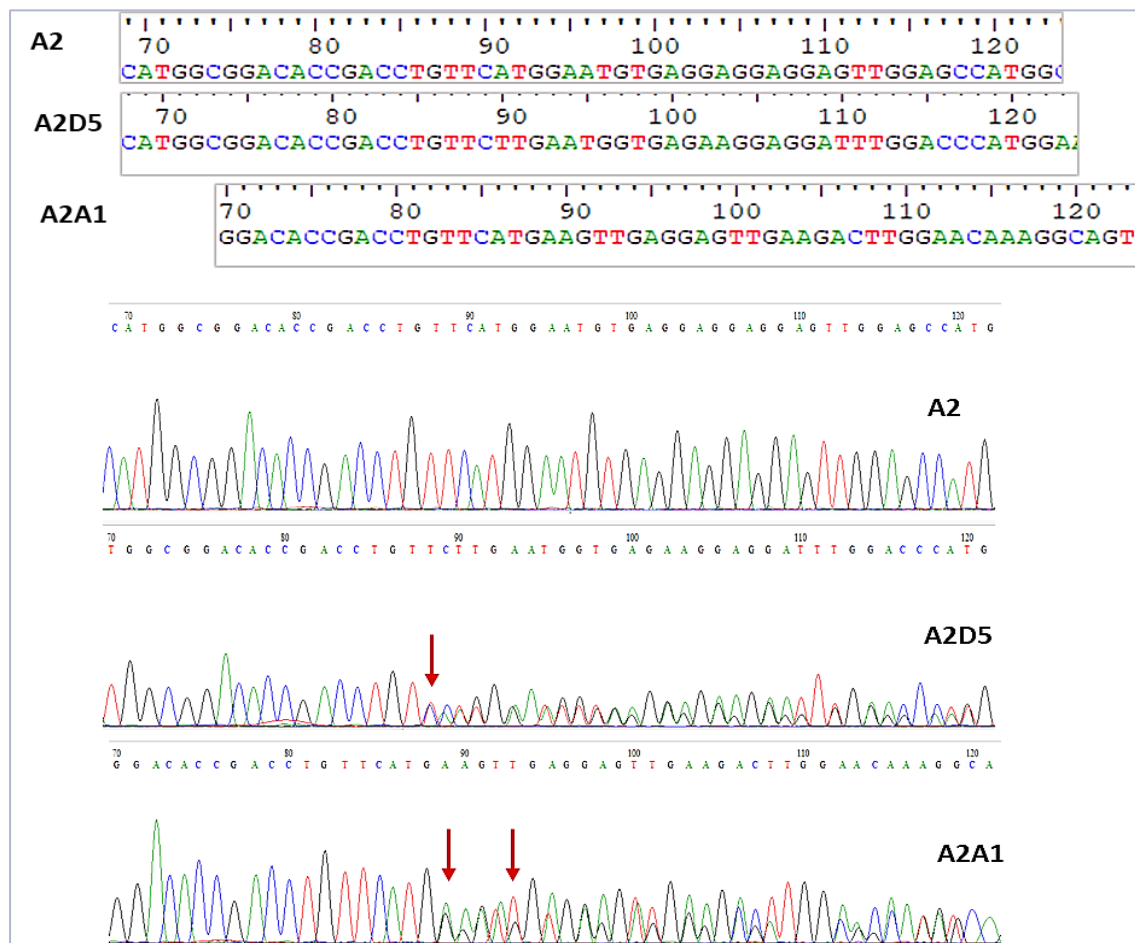 A2
70 80 90 100 110 120
CATGGCGGACACCGACCTGTTCATGGAATGTGAGGAGGAGGAGTTGGAGCCATGGC
A2D5
70 80 90 100 110 120
CATGGCGGACACCGACCTGTTCTTGAATGGTGAGAAGGAGGATTTGGACCCATGGAA
A2A1
70 80 90 100 110 120
GGACACCGACCTGTTCATGAAGTTGAGGAGTTGAAGACTTGGAACAAAGGCAGT
70 80 90 100 110 120
C A T G G C G G A C A C C G A C C T G T T C A T G G A A T G T G A G G A G G A G G A G T T G G A G C C A T G
A2
70 80 90 100 110 120
T G G C G G A C A C C G A C C T G T T C T T G A A T G G T G A G A A G G A G G A T T T G G A C C C A T G
A2D5
70 80 90 100 110 120
G G A C A C C G A C C T G T T C A T G A A G T T G A G G A G T T G A A G A C T T G G A A C A A A G G C A
A2A1